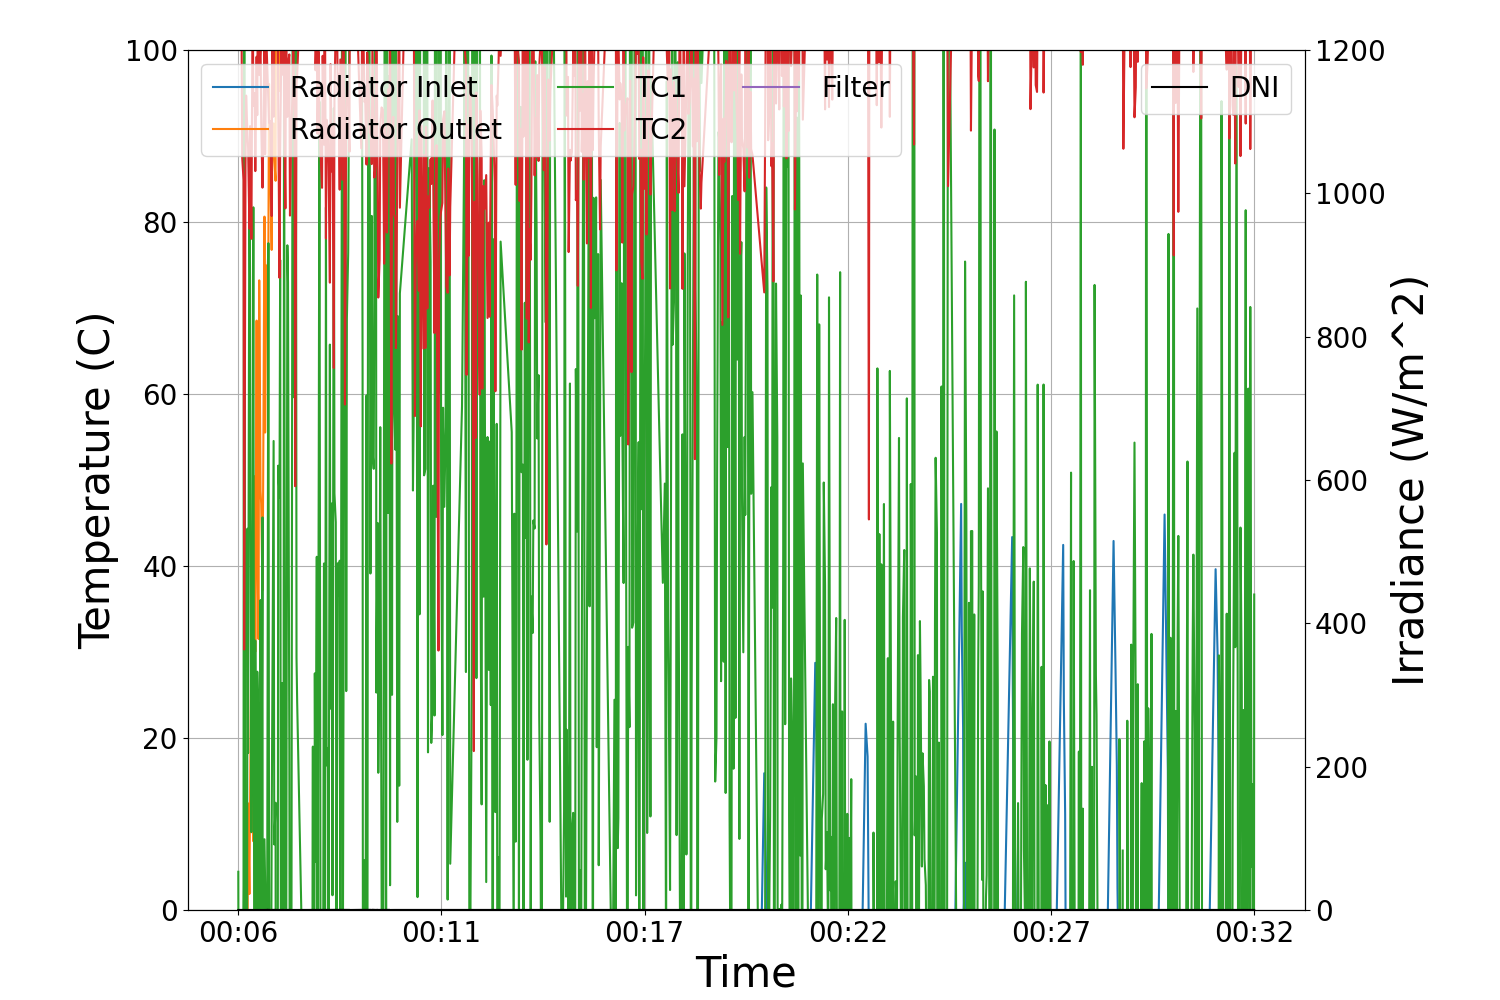 100
80
60
40
20
0
Temperature (C)
Radiator Inlet
Radiator Outlet
TC1
TC2
Filter
DNI
1200
1000
800
600
400
200
0
Irradiance (W/m^2)
00:06 00:11 00:17 00:22 00:27 00:32
Time